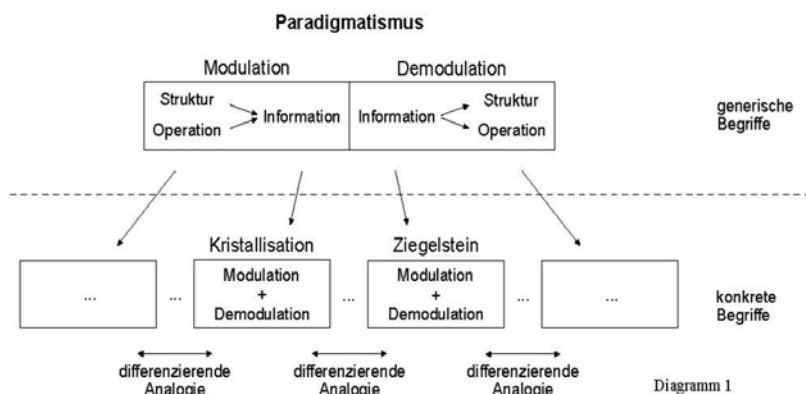 Paradigmatismus
Modulation Demodulation
Struktur Struktur
Information Information
Operation Operation
generische
Begriffe
Kristallisation Ziegelstein
... ... Modulation ... Modulation ... ...
+ +
Demodulation Demodulation
konkrete
Begriffe
differenzierende differenzierende differenzierende
Analogie Analogie Analogie
Diagramm 1